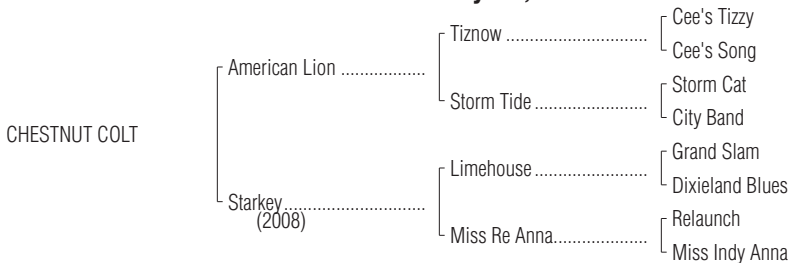 Cee's Tizzy
Tiznow ..............................
Cee's Song
American Lion ..................
Storm Cat
Storm Tide ........................
City Band
CHESTNUT COLT
Grand Slam
Limehouse ........................
Dixieland Blues
Starkey..............................
(2008)
Relaunch
Miss Re Anna....................
Miss Indy Anna